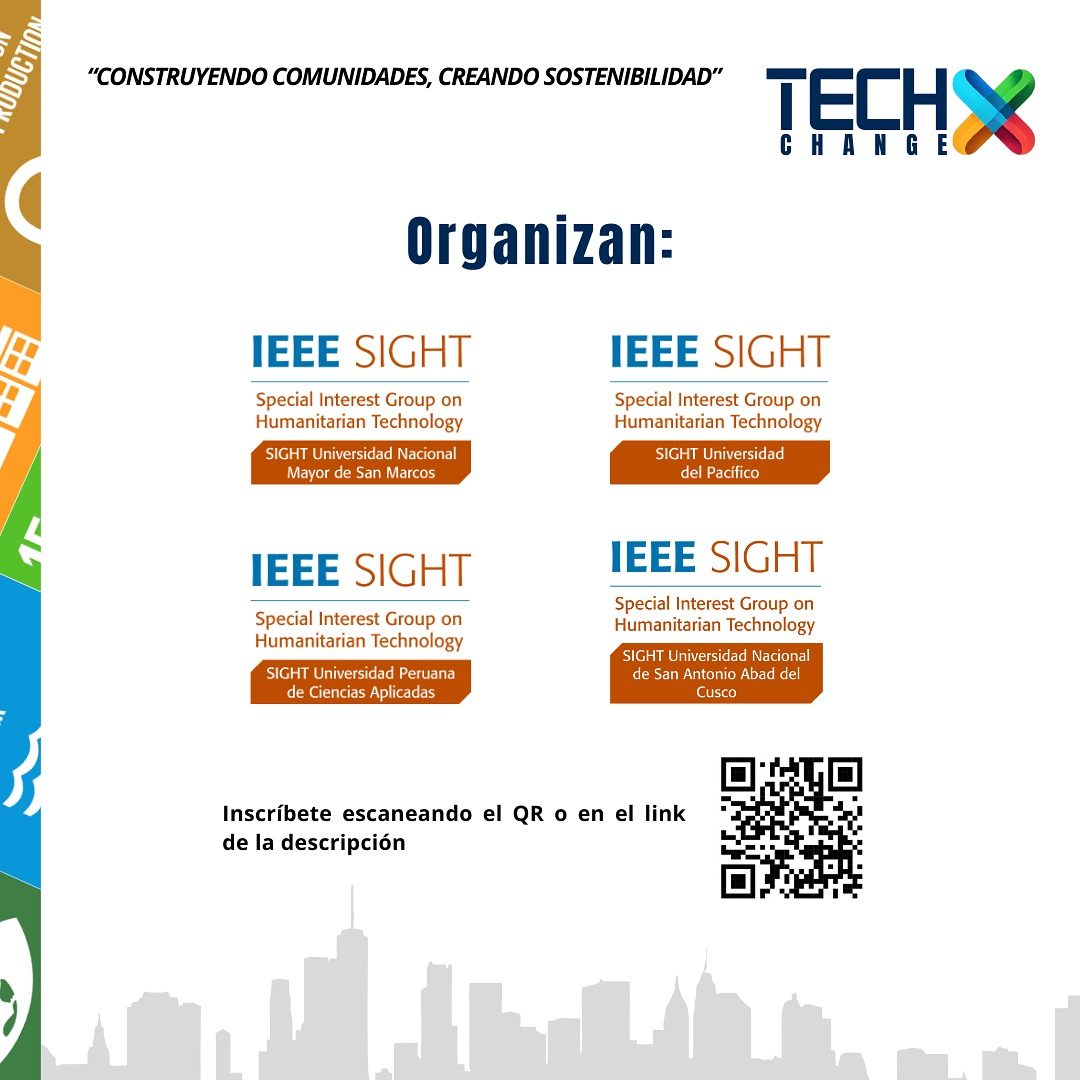 PRODUCTION
“CONSTRUYENDO COMUNIDADES, CREANDO SOSTENIBILIDAD”
TECH
CHANGE
Organizan:
IEEE SIGHT
Special Interest Group on
Humanitarian Technology
SIGHT Universidad Nacional
Mayor de San Marcos
IEEE SIGHT
Special Interest Group on
Humanitarian Technology
SIGHT Universidad
del Pacífico
IEEE SIGHT
Special Interest Group on
Humanitarian Technology
SIGHT Universidad Peruana
de Ciencias Aplicadas
IEEE SIGHT
Special Interest Group on
Humanitarian Technology
SIGHT Universidad Nacional
de San Antonio Abad del
Cusco
15
Inscríbete escaneando el QR o en el link
de la descripción